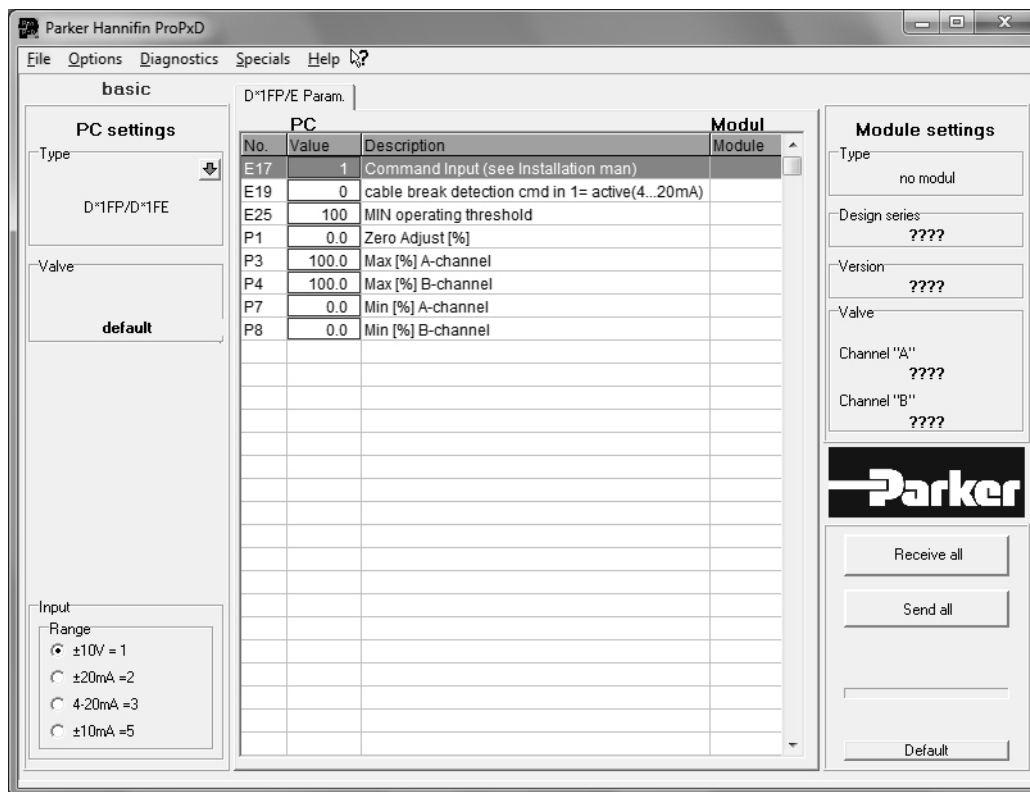 Parker Hannifin ProPxD
File Options Diagnostics Specials Help ?
basic
PC settings
Type
D*1FP/D*1FE
Valve
default
Input
Range
±10V = 1
±20mA =2
4-20mA =3
±10mA =5
D*1FP/E Param.
PC Modul
No. Value Description Module
E17 1 Command Input (see Installation man)
E19 0 cable break detection cmd in 1= active(4...20mA)
E25 100 MIN operating threshold
P1 0.0 Zero Adjust [%]
P3 100.0 Max [%] A-channel
P4 100.0 Max [%] B-channel
P7 0.0 Min [%] A-channel
P8 0.0 Min [%] B-channel
Module settings
Type
no modul
Design series
????
Version
????
Valve
Channel "A"
????
Channel "B"
????
Parker
Receive all
Send all
Default